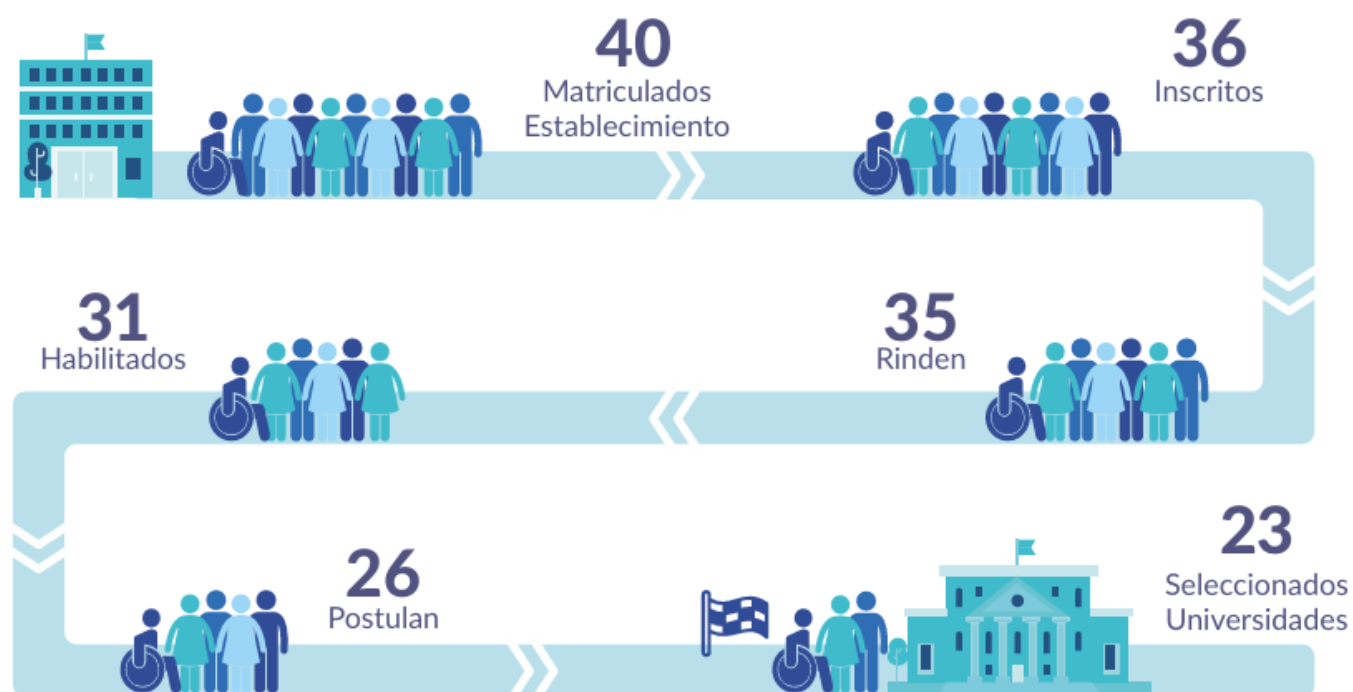 40
Matriculados
Establecimiento
36
Inscritos
35
Rinden
31
Habilitados
26
Postulan
23
Seleccionados
Universidades